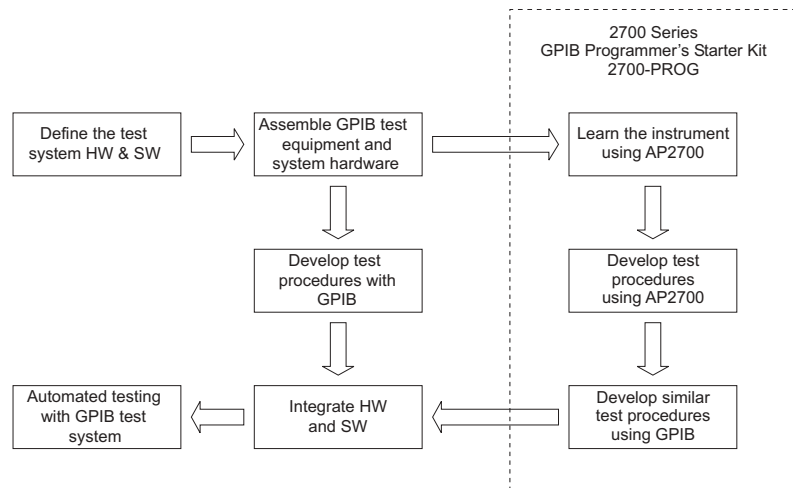 2700 Series
GPIB Programmer's Starter Kit
2700-PROG
Define the test
system HW & SW
Assemble GPIB test
equipment and
system hardware
Learn the instrument
using AP2700
Develop test
procedures with
GPIB
Develop test
procedures
using AP2700
Automated testing
with GPIB test
system
Integrate HW
and SW
Develop similar
test procedures
using GPIB